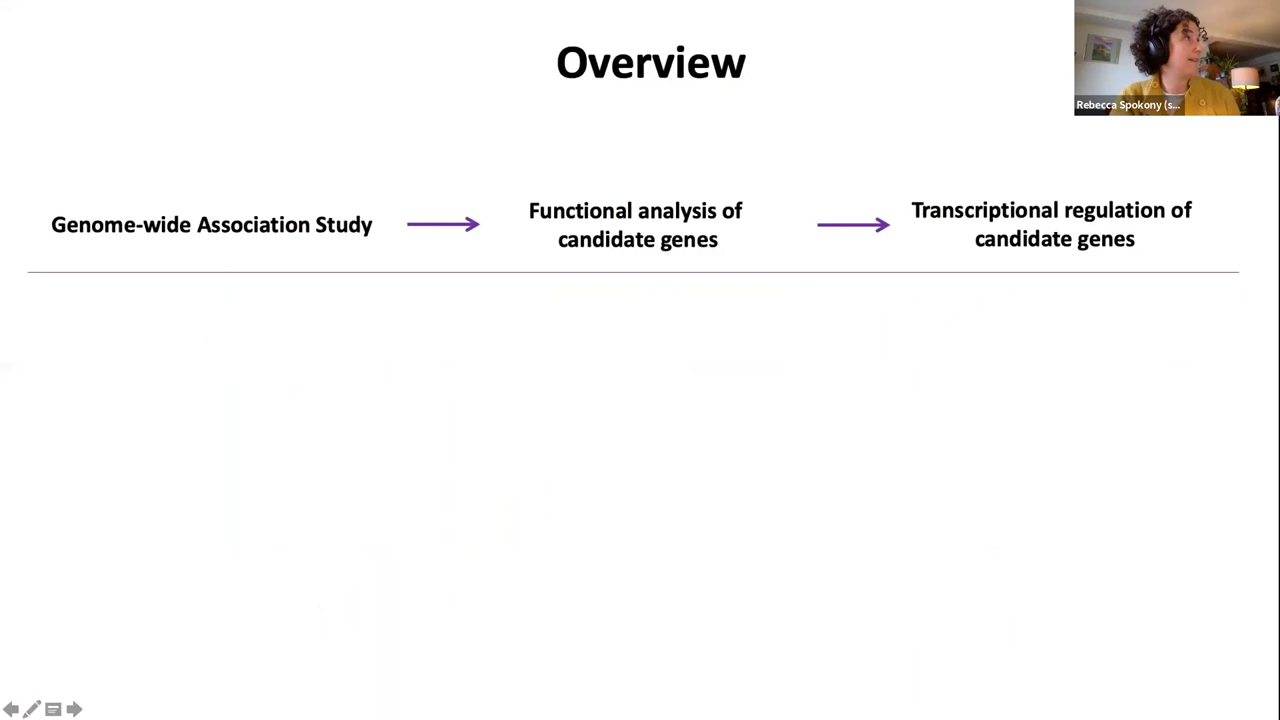 Overview
Rebecca Spokony (s...
Genome-wide Association Study
Functional analysis of
candidate genes
Transcriptional regulation of
candidate genes